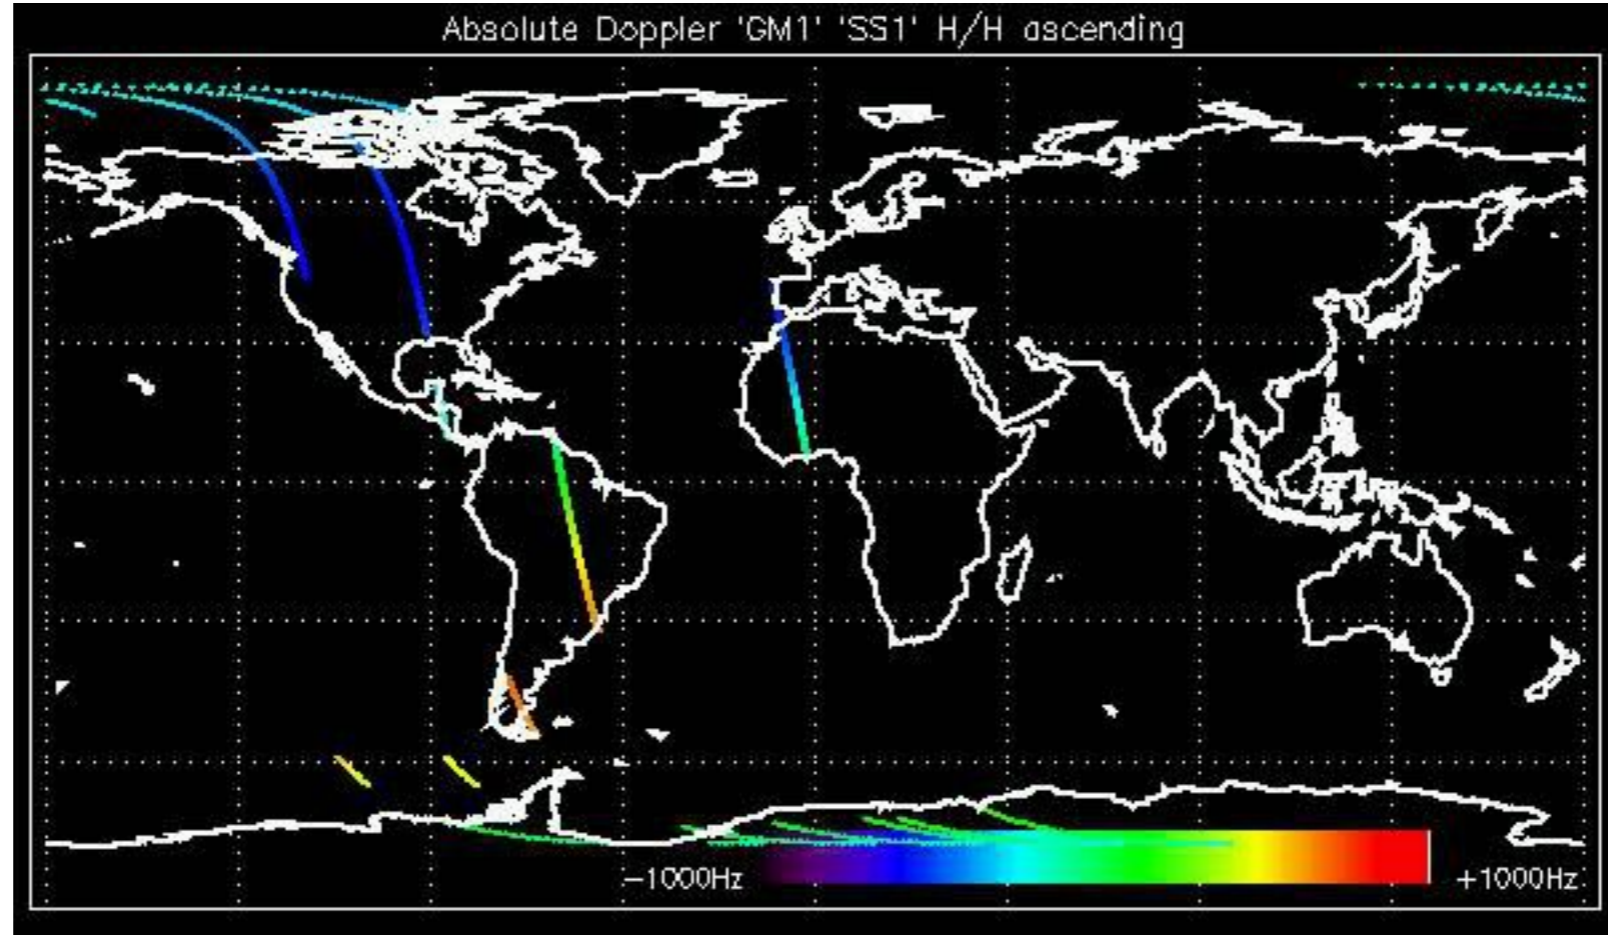 Absolute Doppler 'GM1' 'SS1' H/H ascending
−1000Hz
+1000Hz